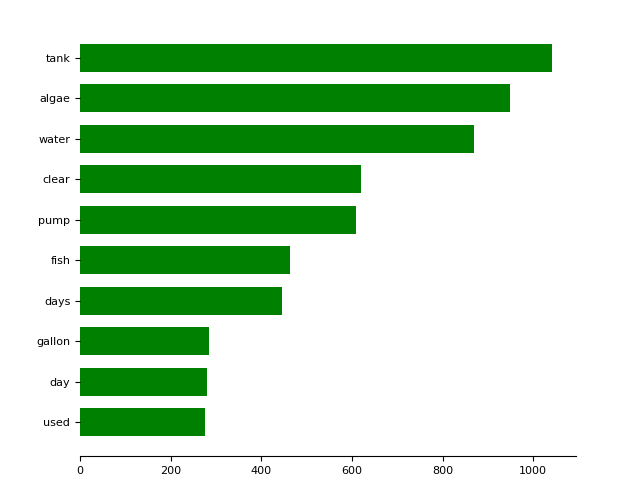 tank
algae
water
clear
pump
fish
days
gallon
day
used
0 200 400 600 800 1000